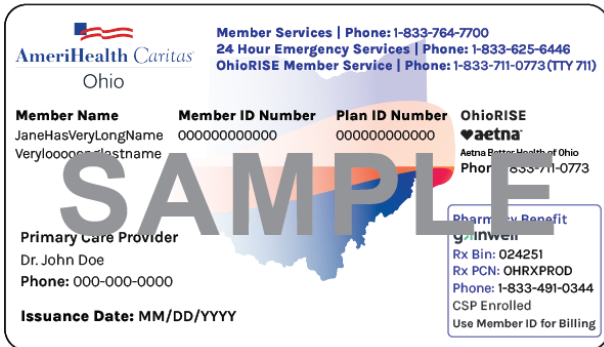 AmeriHealth Caritas
Ohio
Member Services | Phone: 1-833-764-7700
24 Hour Emergency Services | Phone: 1-833-625-6446
OhioRISE Member Service | Phone: 1-833-711-0773 (TTY 711)
Member Name Member ID Number Plan ID Number OhioRISE
JaneHasVeryLongName 000000000000 000000000000 aetna
Aetna Better Health of Ohio
Phone 833-711-0773
SAMPLE
Primary Care Provider
Dr. John Doe
Phone: 000-000-0000
Issuance Date: MM/DD/YYYY
Pharmacy Benefit
Rx Bin: 024251
Rx PCN: OHRXPROD
Phone: 1-833-491-0344
CSP Enrolled
Use Member ID for Billing